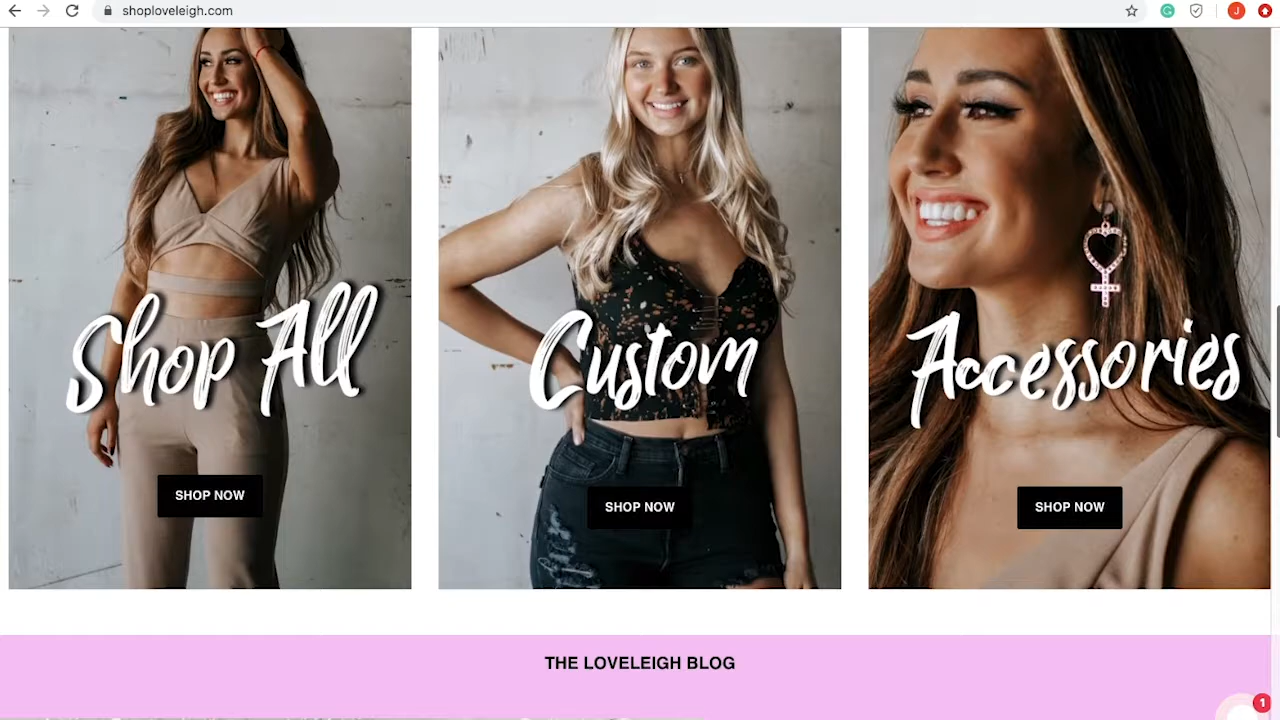 shoploveleigh.com
J
Shop All
Custom
Accessories
SHOP NOW
SHOP NOW
SHOP NOW
THE LOVELEIGH BLOG
1